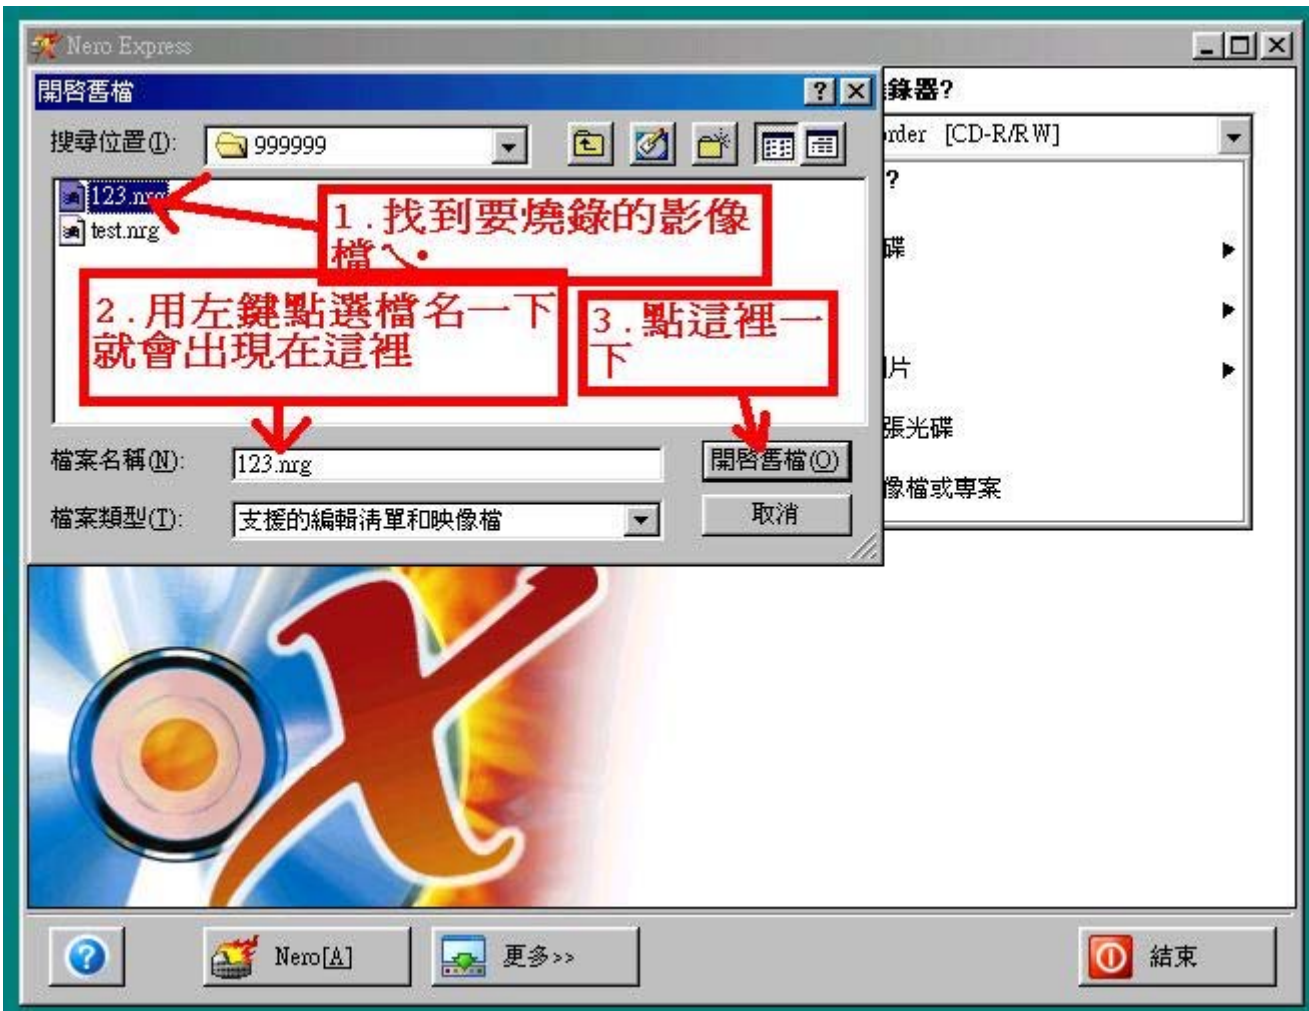 Nero Express
開啓舊檔
錄器?
搜尋位置(I):
999999
order [CD-R/RW]
?
123.nrg
test.nrg
1.找到要燒錄的影像
檔
碟
2.用左鍵點選檔名一下
就會出現在這裡
3.點這裡一
下
片
張光碟
檔案名稱(N):
123.nrg
開啓舊檔(O)
像檔或專案
檔案類型(T):
支援的編輯清單和映像檔
取消
Nero[A]
更多>>
結束